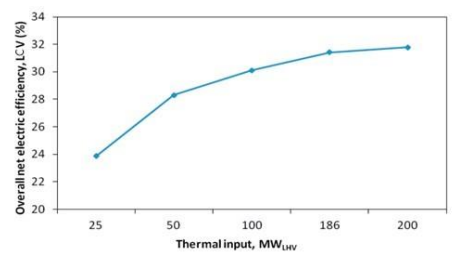 34
32
30
28
26
24
22
20
Overall net electric efficiency, LCV (%)
25 50 100 186 200
Thermal input, MWLHV